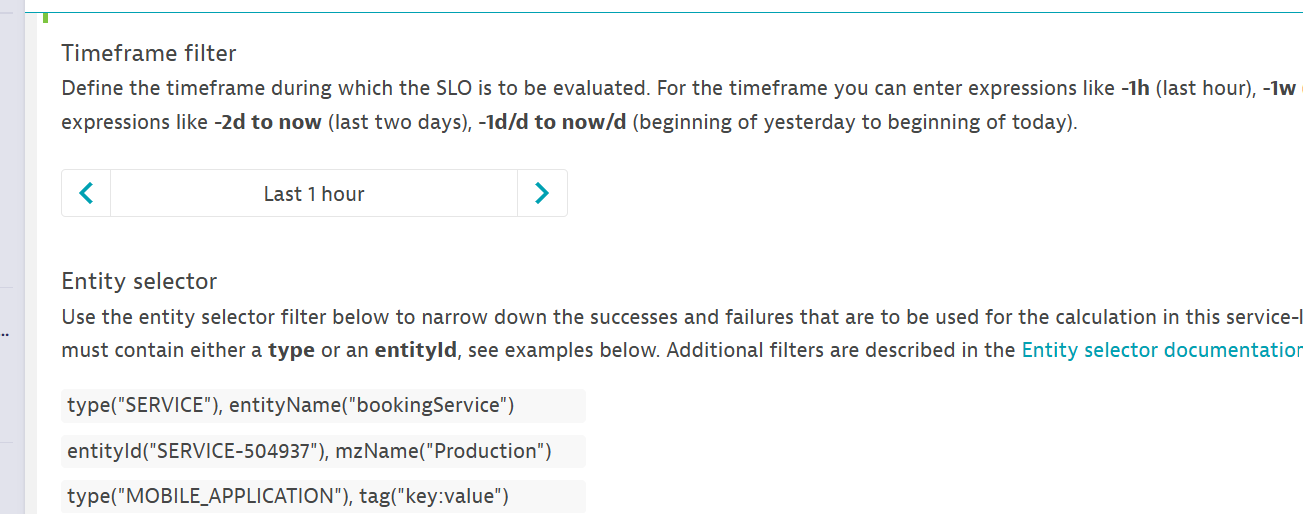 Timeframe filter
Define the timeframe during which the SLO is to be evaluated. For the timeframe you can enter expressions like -1h (last hour), -1w
expressions like -2d to now (last two days), -1d/d to now/d (beginning of yesterday to beginning of today).
Last 1 hour
Entity selector
Use the entity selector filter below to narrow down the successes and failures that are to be used for the calculation in this service-l
must contain either a type or an entityId, see examples below. Additional filters are described in the Entity selector documentation
type("SERVICE"), entityName("bookingService")
entityId("SERVICE-504937"), mzName("Production")
type("MOBILE_APPLICATION"), tag("key:value")